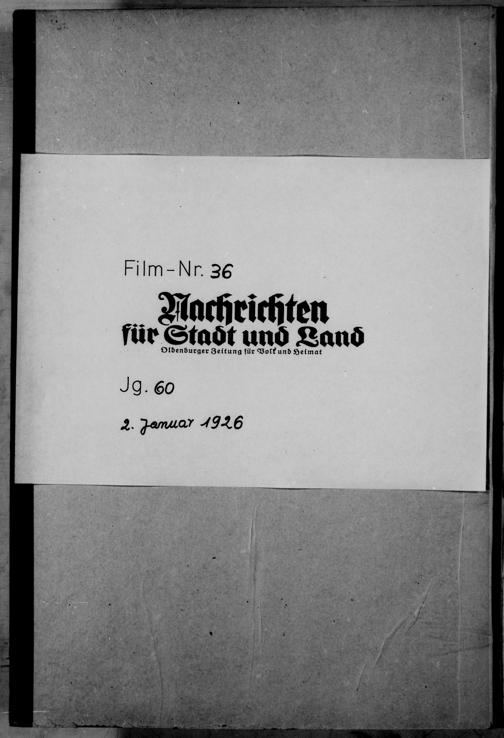 Film-Nr. 36
Nachrichten
für Stadt und Land
Oldenburger Zeitung für Volk und Heimat
Jg. 60
2. Januar 1926